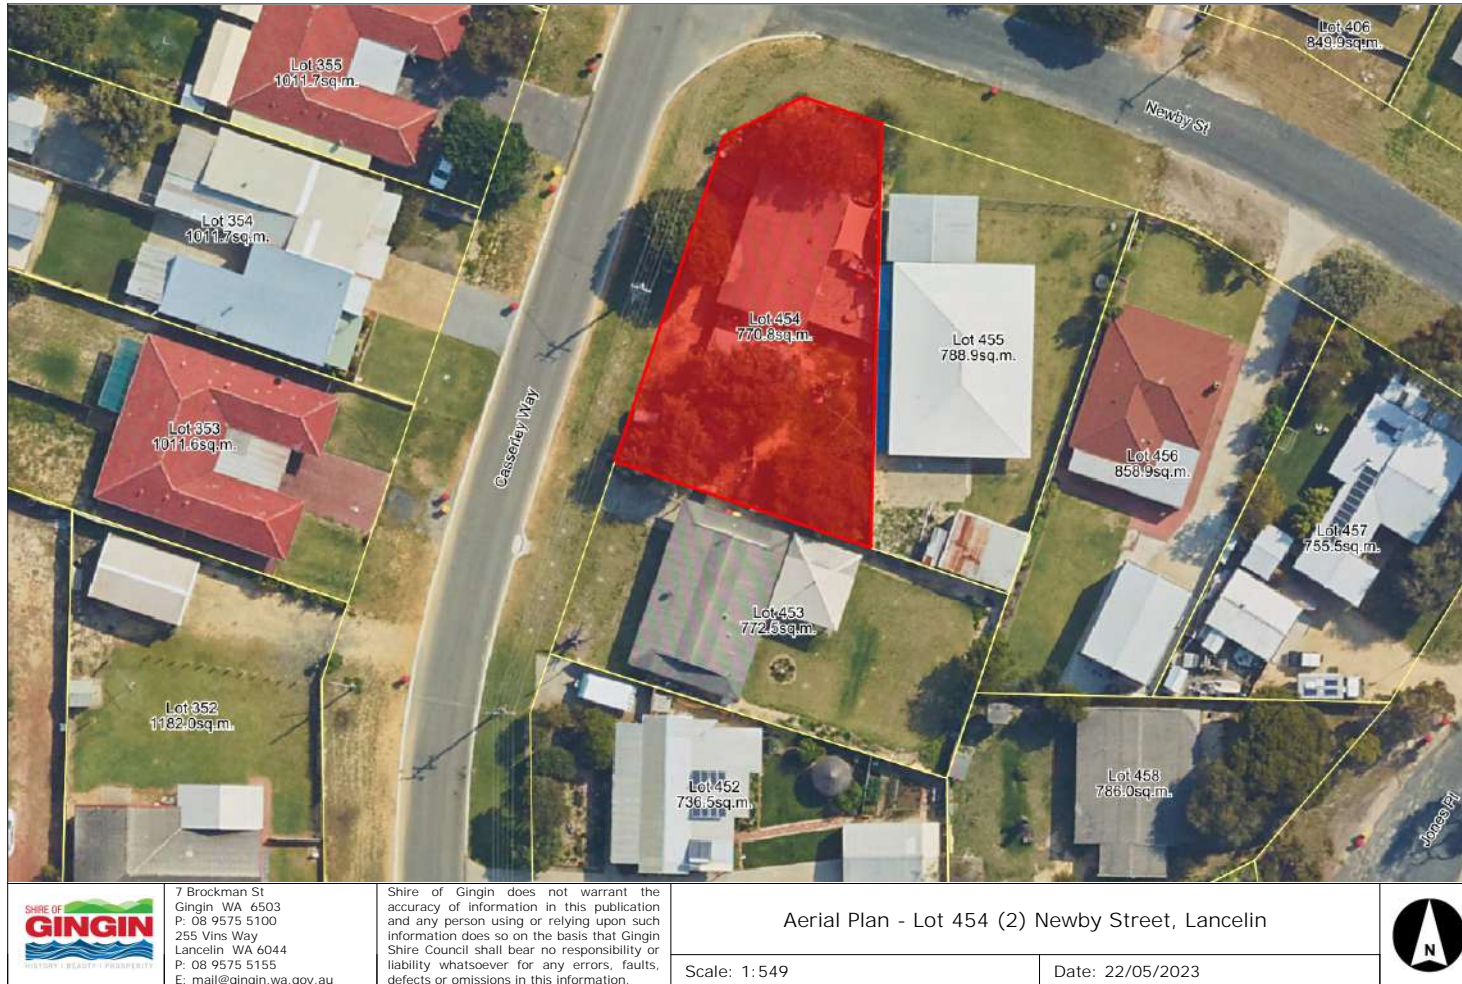 Lot 406
849.9sq.m.
Lot 355
1011.7sq.m.
Newby St
Lot 354
1011.7sq.m.
Lot 454
770.8sq.m.
Lot 455
788.9sq.m.
Casserley Way
Lot 353
1011.6sq.m.
Lot 456
858.9sq.m.
Lot 457
755.5sq.m.
Lot 453
772.5sq.m.
Lot 352
1182.0sq.m.
Lot 452
736.5sq.m.
Lot 458
786.0sq.m.
Jones Pl
SHIRE OF
GINGIN
HISTORY | BEAUTY | PROSPERITY
7 Brockman St
Gingin WA 6503
P: 08 9575 5100
255 Vins Way
Lancelin WA 6044
P: 08 9575 5155
E: mail@gingin.wa.gov.au
Shire of Gingin does not warrant the
accuracy of information in this publication
and any person using or relying upon such
information does so on the basis that Gingin
Shire Council shall bear no responsibility or
liability whatsoever for any errors, faults,
defects or omissions in this information.
Aerial Plan - Lot 454 (2) Newby Street, Lancelin
Scale: 1:549
Date: 22/05/2023
N